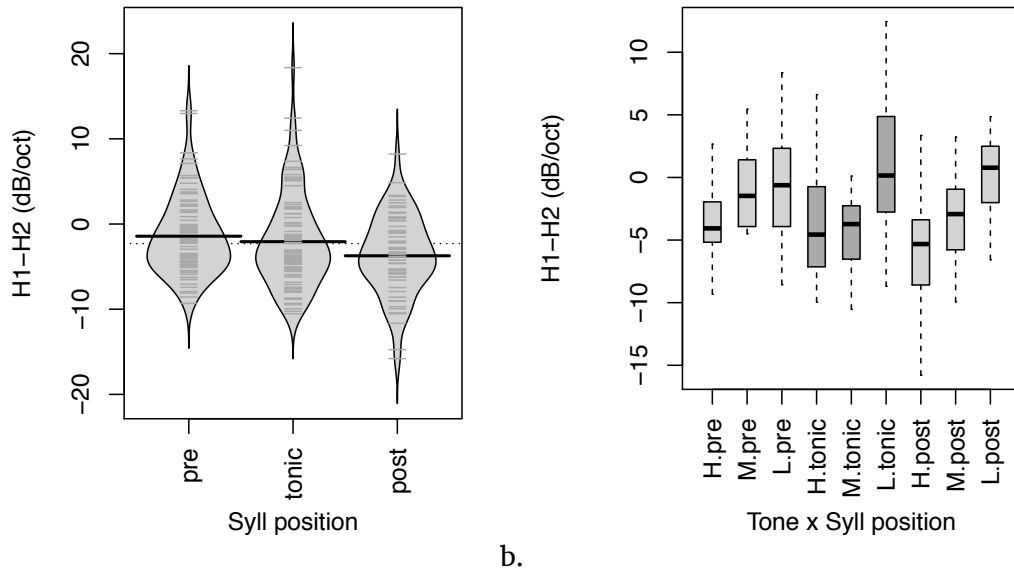 H1−H2 (dB/oct)
20
10
0
−10
−20
pre
tonic
post
Syll position
H1−H2 (dB/oct)
10
5
0
−5
−10
−15
H.pre
M.pre
L.pre
H.tonic
M.tonic
L.tonic
H.post
M.post
L.post
Tone x Syll position
b.